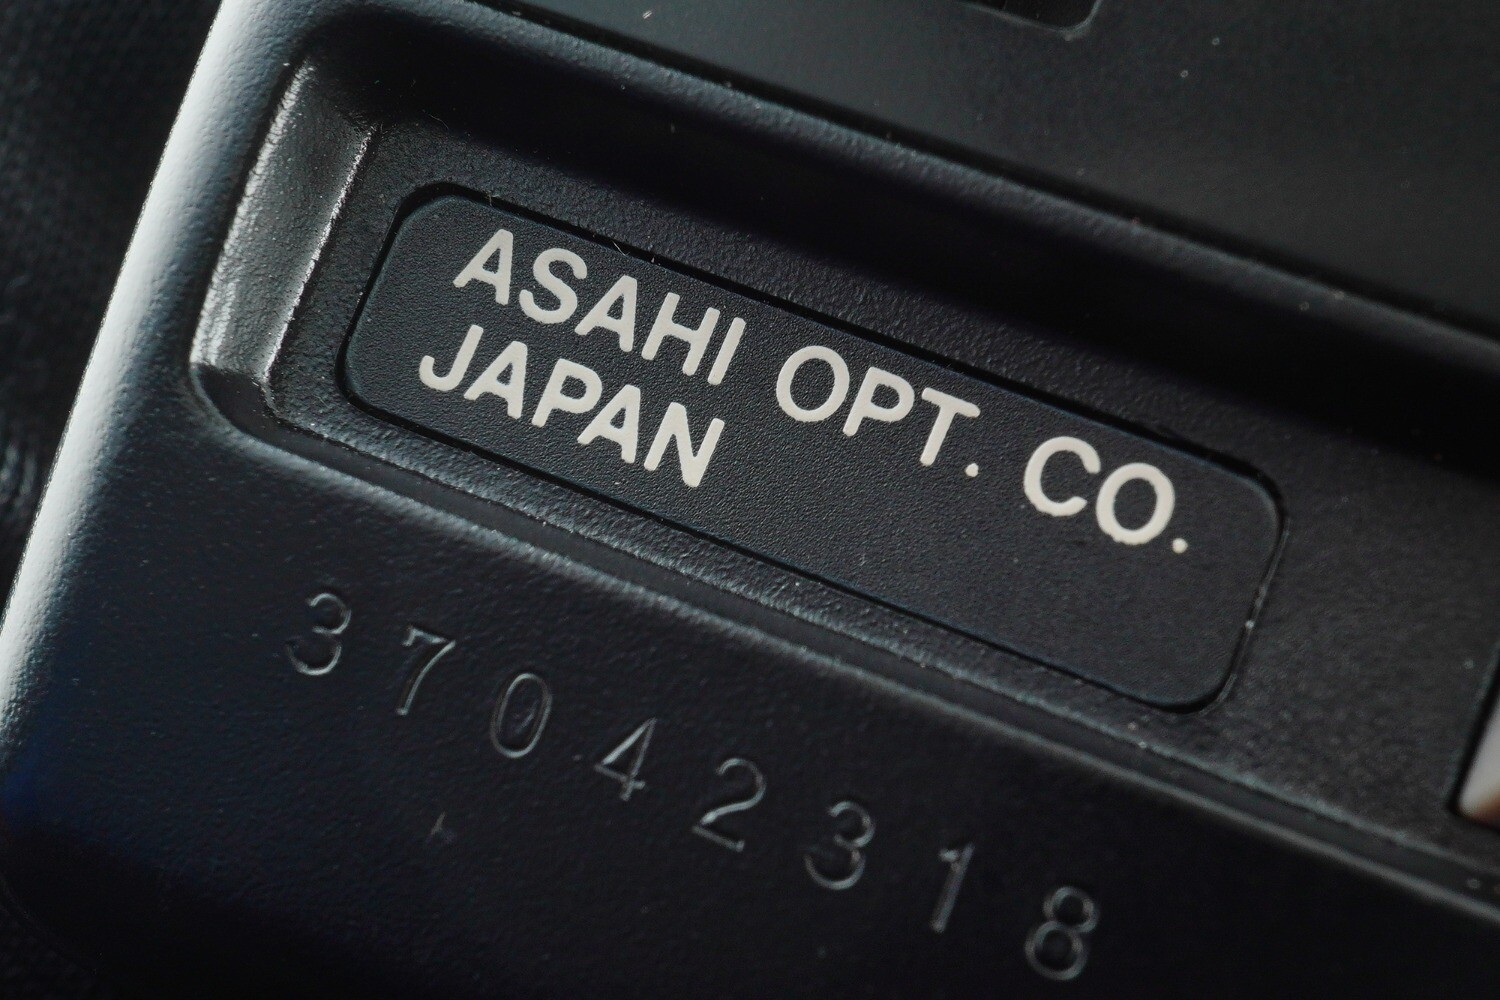 ASAHI OPT. CO.
JAPAN
37042318